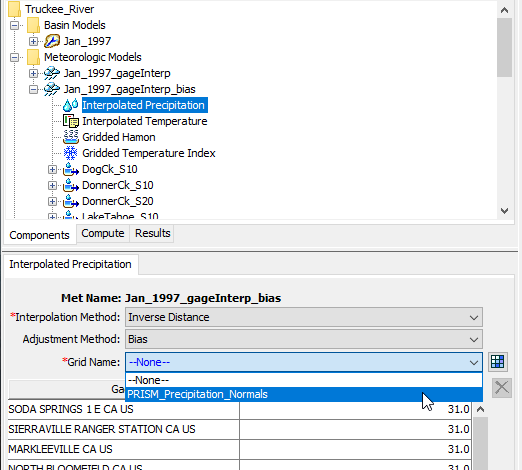 Truckee_River
Basin Models
Jan_1997
Meteorologic Models
Jan_1997_gageInterp
Jan_1997_gageInterp_bias
Interpolated Precipitation
Interpolated Temperature
Gridded Hamon
Gridded Temperature Index
DogCk_S10
DonnerCk_S10
DonnerCk_S20
LakeTahoe_S10
Components Compute Results
Interpolated Precipitation
Met Name: Jan_1997_gageInterp_bias
*Interpolation Method: Inverse Distance
Adjustment Method: Bias
*Grid Name: --None--
--None--
Ga
PRISM_Precipitation_Normals
SODA SPRINGS 1 E CA US 31.0
SIERRAVILLE RANGER STATION CA US 31.0
MARKLEEVILLE CA US 31.0
NORTH BLOOMFIELD CA US 31.0